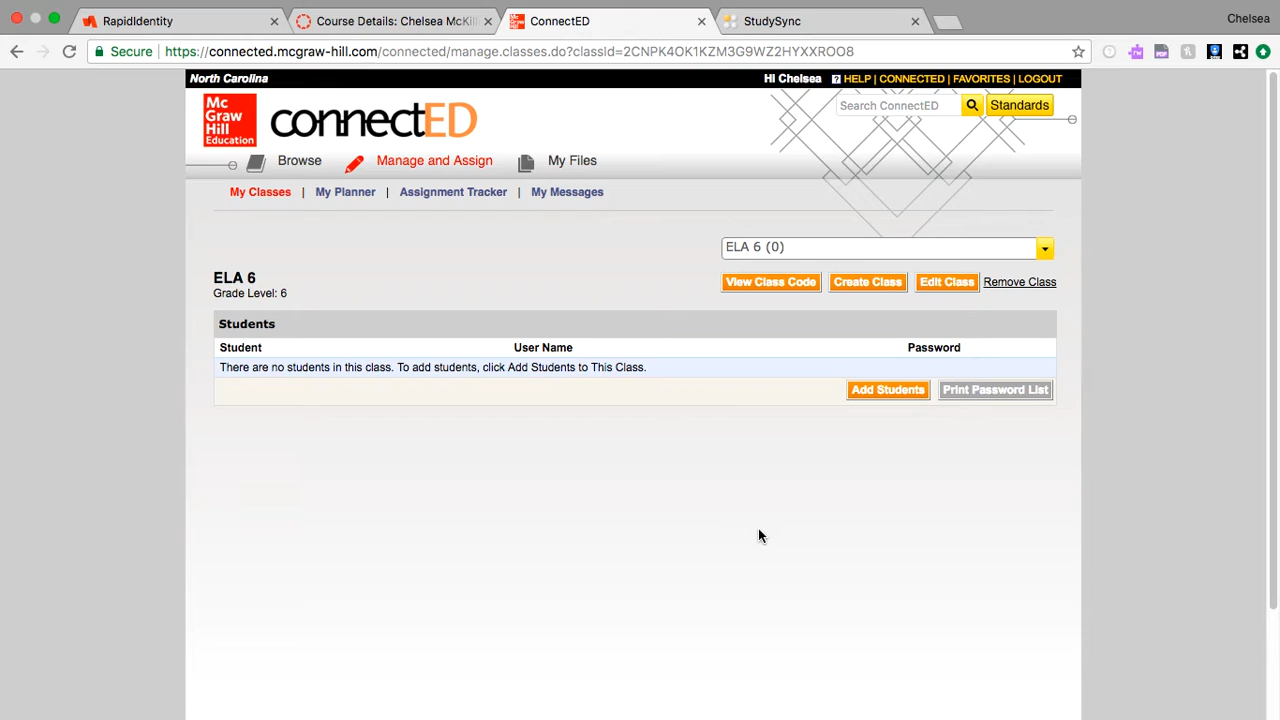 RapidIdentity
Course Details: Chelsea McKill
ConnectED
StudySync
Chelsea
Secure | https://connected.mcgraw-hill.com/connected/manage.classes.do?classId=2CNPK4OK1KZM3G9WZ2HYXXROO8
North Carolina
Hi Chelsea ? HELP | CONNECTED | FAVORITES | LOGOUT
Mc
Graw
Hill
Education
connectED
Search ConnectED
Standards
Browse
Manage and Assign
My Files
My Classes | My Planner | Assignment Tracker | My Messages
ELA 6 (0)
ELA 6
Grade Level: 6
View Class Code
Create Class
Edit Class
Remove Class
Students
Student User Name Password
There are no students in this class. To add students, click Add Students to This Class.
Add Students
Print Password List